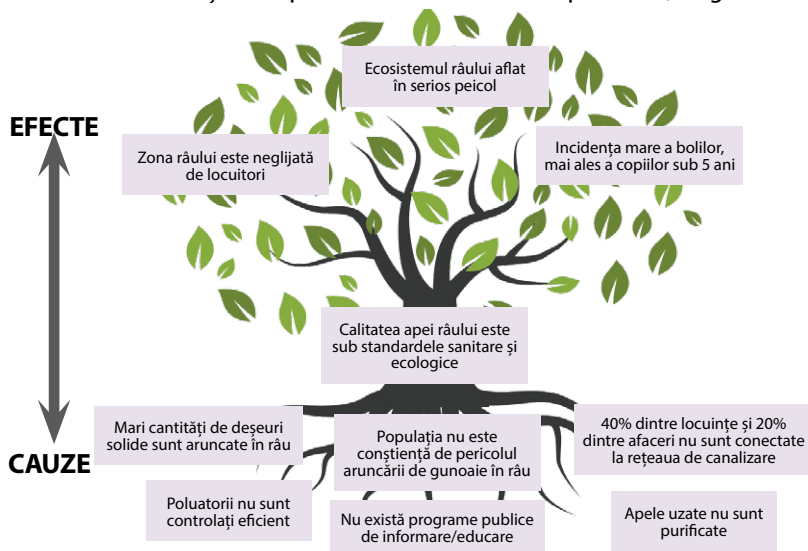 Ecosistemul râului aflat
în serios peicol
EFECTE
Zona râului este neglijată
de locuitori
Incidența mare a bolilor,
mai ales a copiilor sub 5 ani
Calitatea apei râului este
sub standardele sanitare și
ecologice
Mari cantități de deșeuri
solide sunt aruncate în râu
Populația nu este
conștientă de pericolul
aruncării de gunoaie în râu
40% dintre locuințe și 20%
dintre afaceri nu sunt conectate
la rețeaua de canalizare
CAUZE
Poluatorii nu sunt
controlați eficient
Nu există programe publice
de informare/educare
Apele uzate nu sunt
purificate